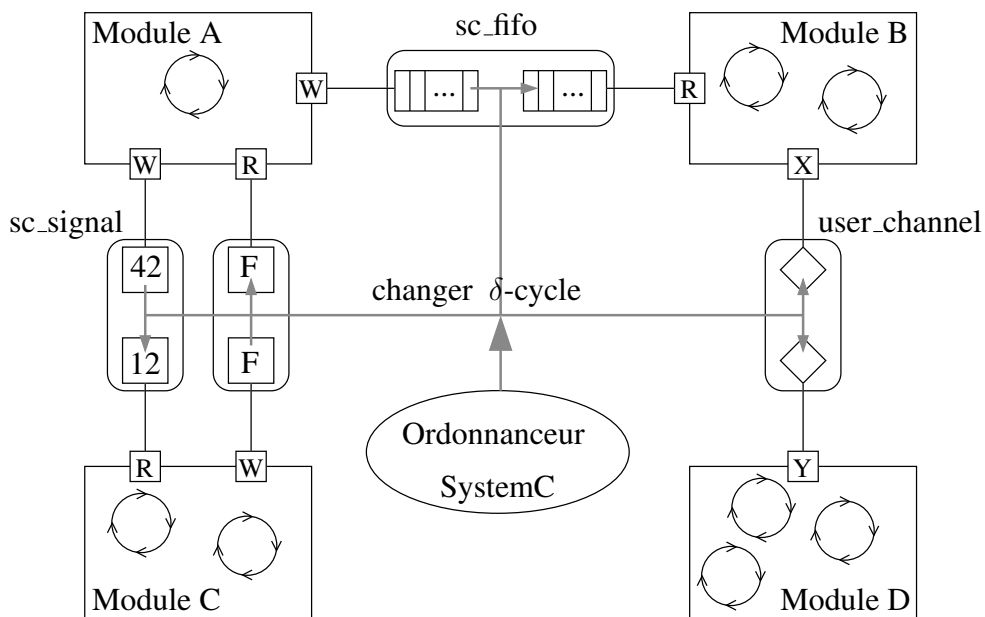 Module A
sc_fifo
Module B
W
... ...
R
W
R
X
sc_signal
user_channel
42
F
changer δ-cycle
12
F
Ordonnanceur
SystemC
R
W
Y
Module C
Module D